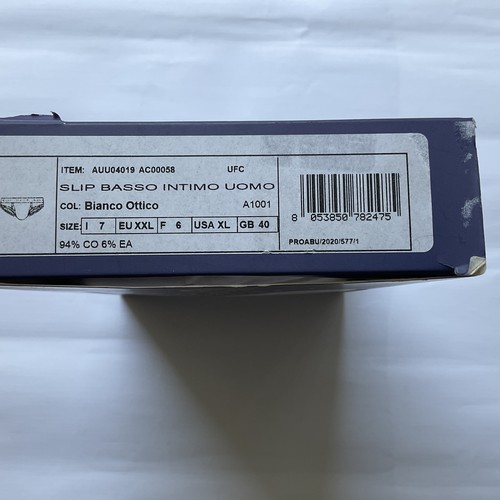 ITEM: AUU04019 AC00058 UFC
SLIP BASSO INTIMO UOMO
COL: Bianco Ottico A1001
SIZE: I 7 EU XXL F 6 USA XL GB 40
94% CO 6% EA
8 053850 782475
PROABU/2020/577/1